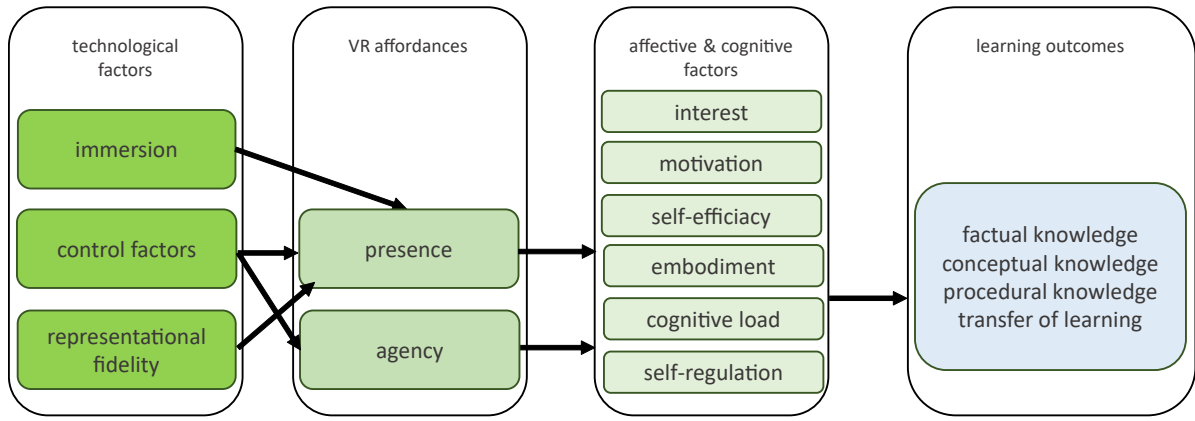 technological
factors
immersion
control factors
representational
fidelity
VR affordances
presence
agency
affective & cognitive
factors
interest
motivation
self-efficiacy
embodiment
cognitive load
self-regulation
learning outcomes
factual knowledge
conceptual knowledge
procedural knowledge
transfer of learning